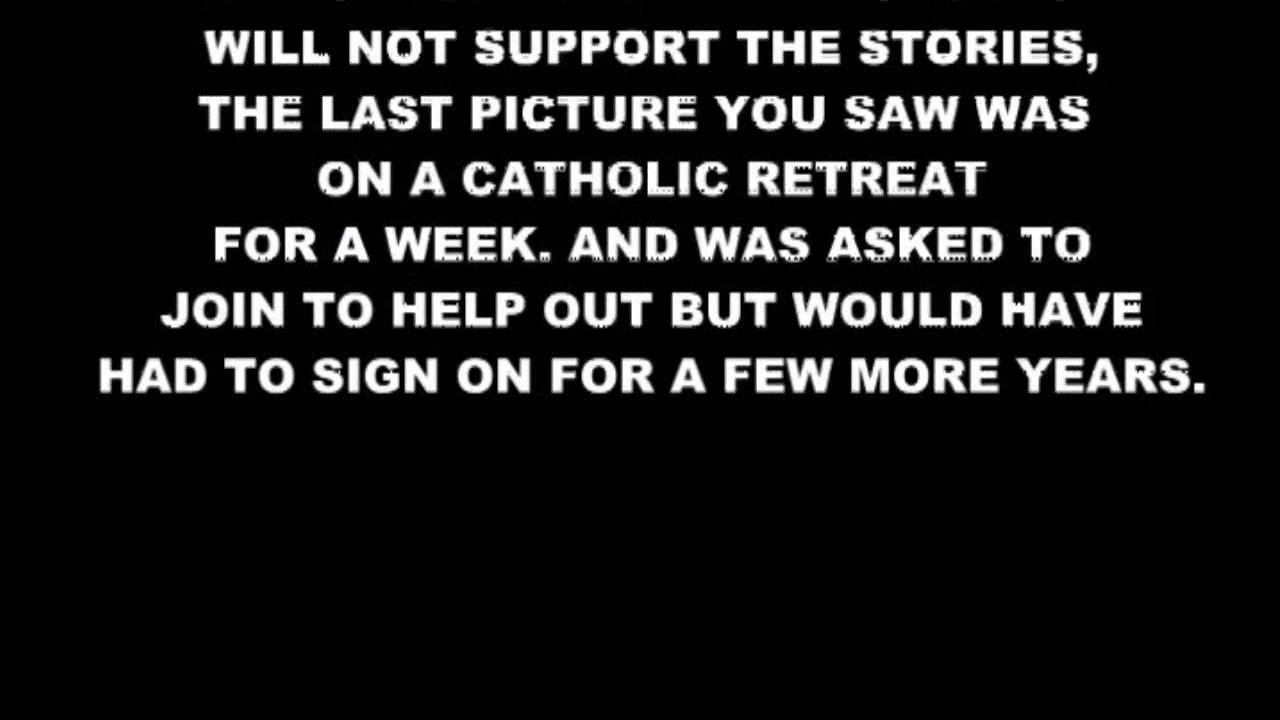 WILL NOT SUPPORT THE STORIES,
THE LAST PICTURE YOU SAW WAS
ON A CATHOLIC RETREAT
FOR A WEEK. AND WAS ASKED TO
JOIN TO HELP OUT BUT WOULD HAVE
HAD TO SIGN ON FOR A FEW MORE YEARS.